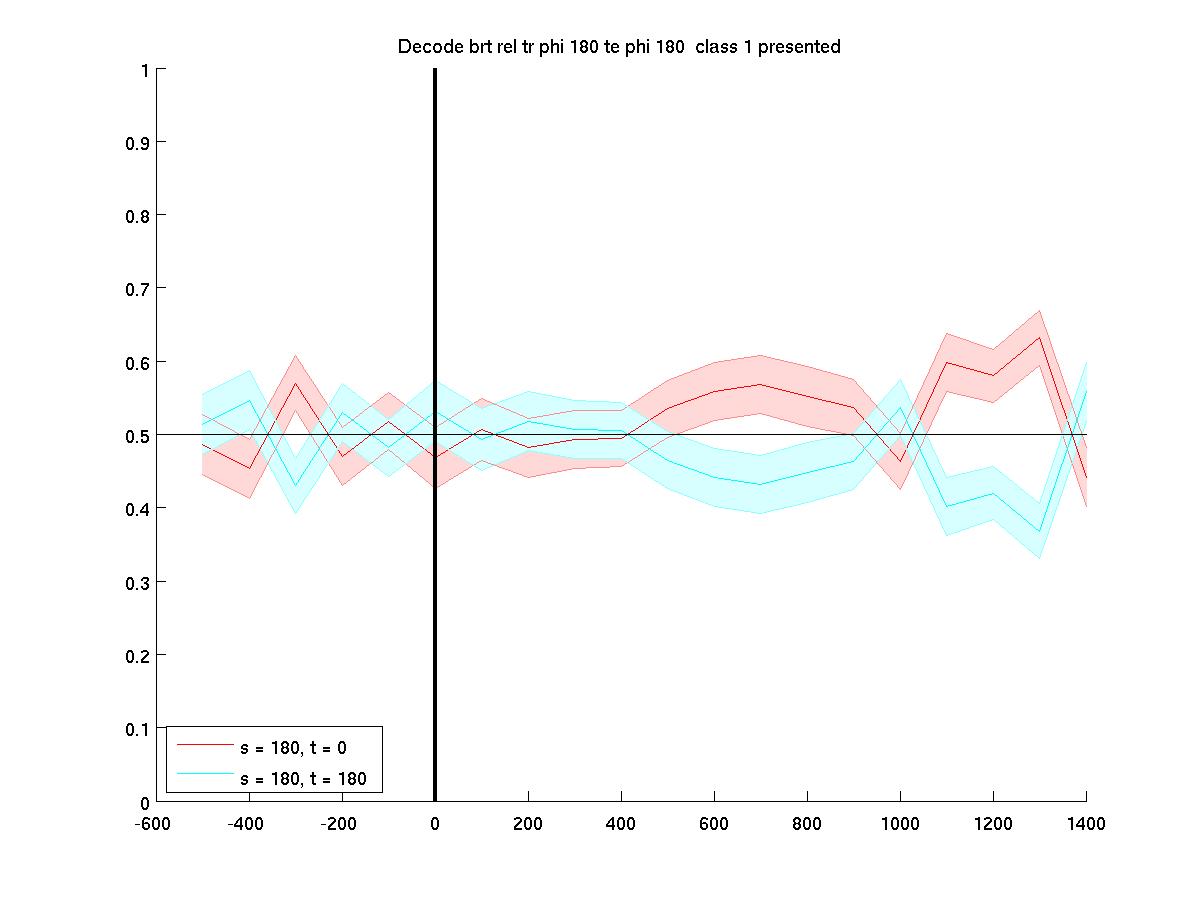 Decode brt rel tr phi 180 te phi 180  class 1 presented
1
0.9
0.8
0.7
0.6
0.5
0.4
0.3
0.2
0.1
0
s = 180, t = 0
s = 180, t = 180
-600 -400 -200 0 200 400 600 800 1000 1200 1400